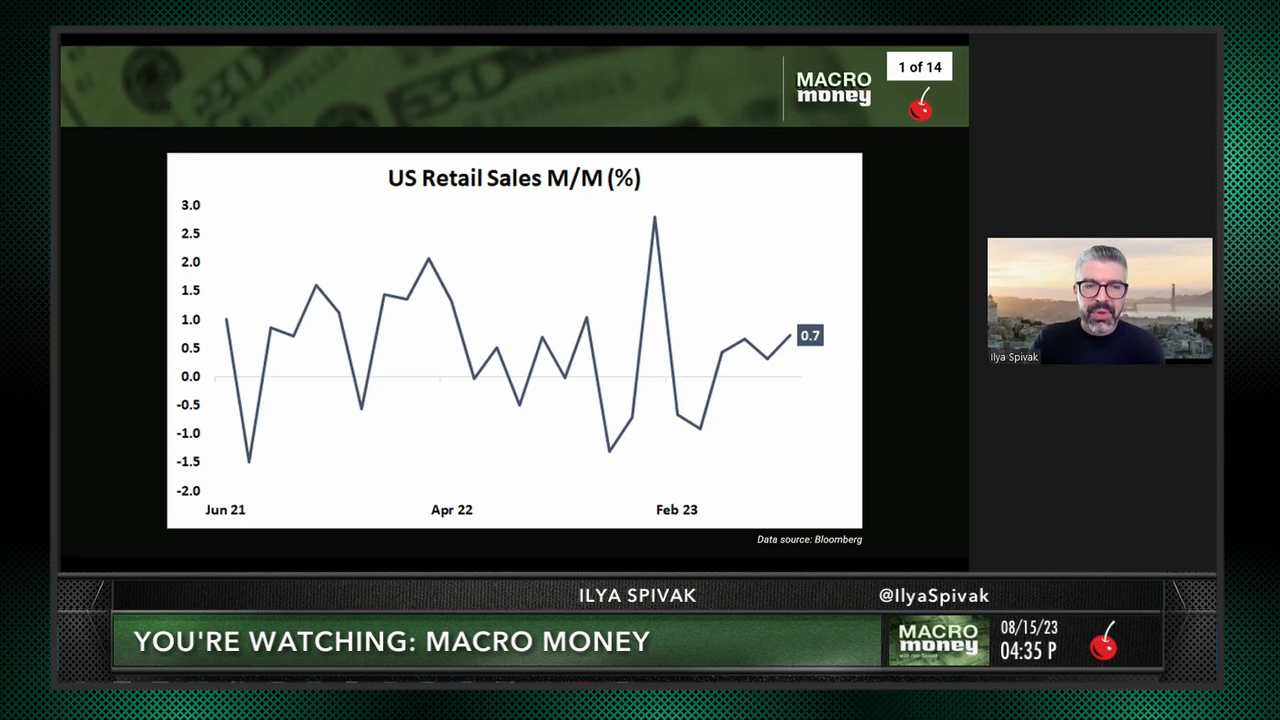 MACRO
money
1 of 14
US Retail Sales M/M (%)
3.0
2.5
2.0
1.5
1.0
0.5
0.0
-0.5
-1.0
-1.5
-2.0
0.7
Jun 21
Apr 22
Feb 23
Data source: Bloomberg
Ilya Spivak
ILYA SPIVAK
@IlyaSpivak
YOU'RE WATCHING: MACRO MONEY
MACRO
money
with Ilya Spivak
08/15/23
04:35 P